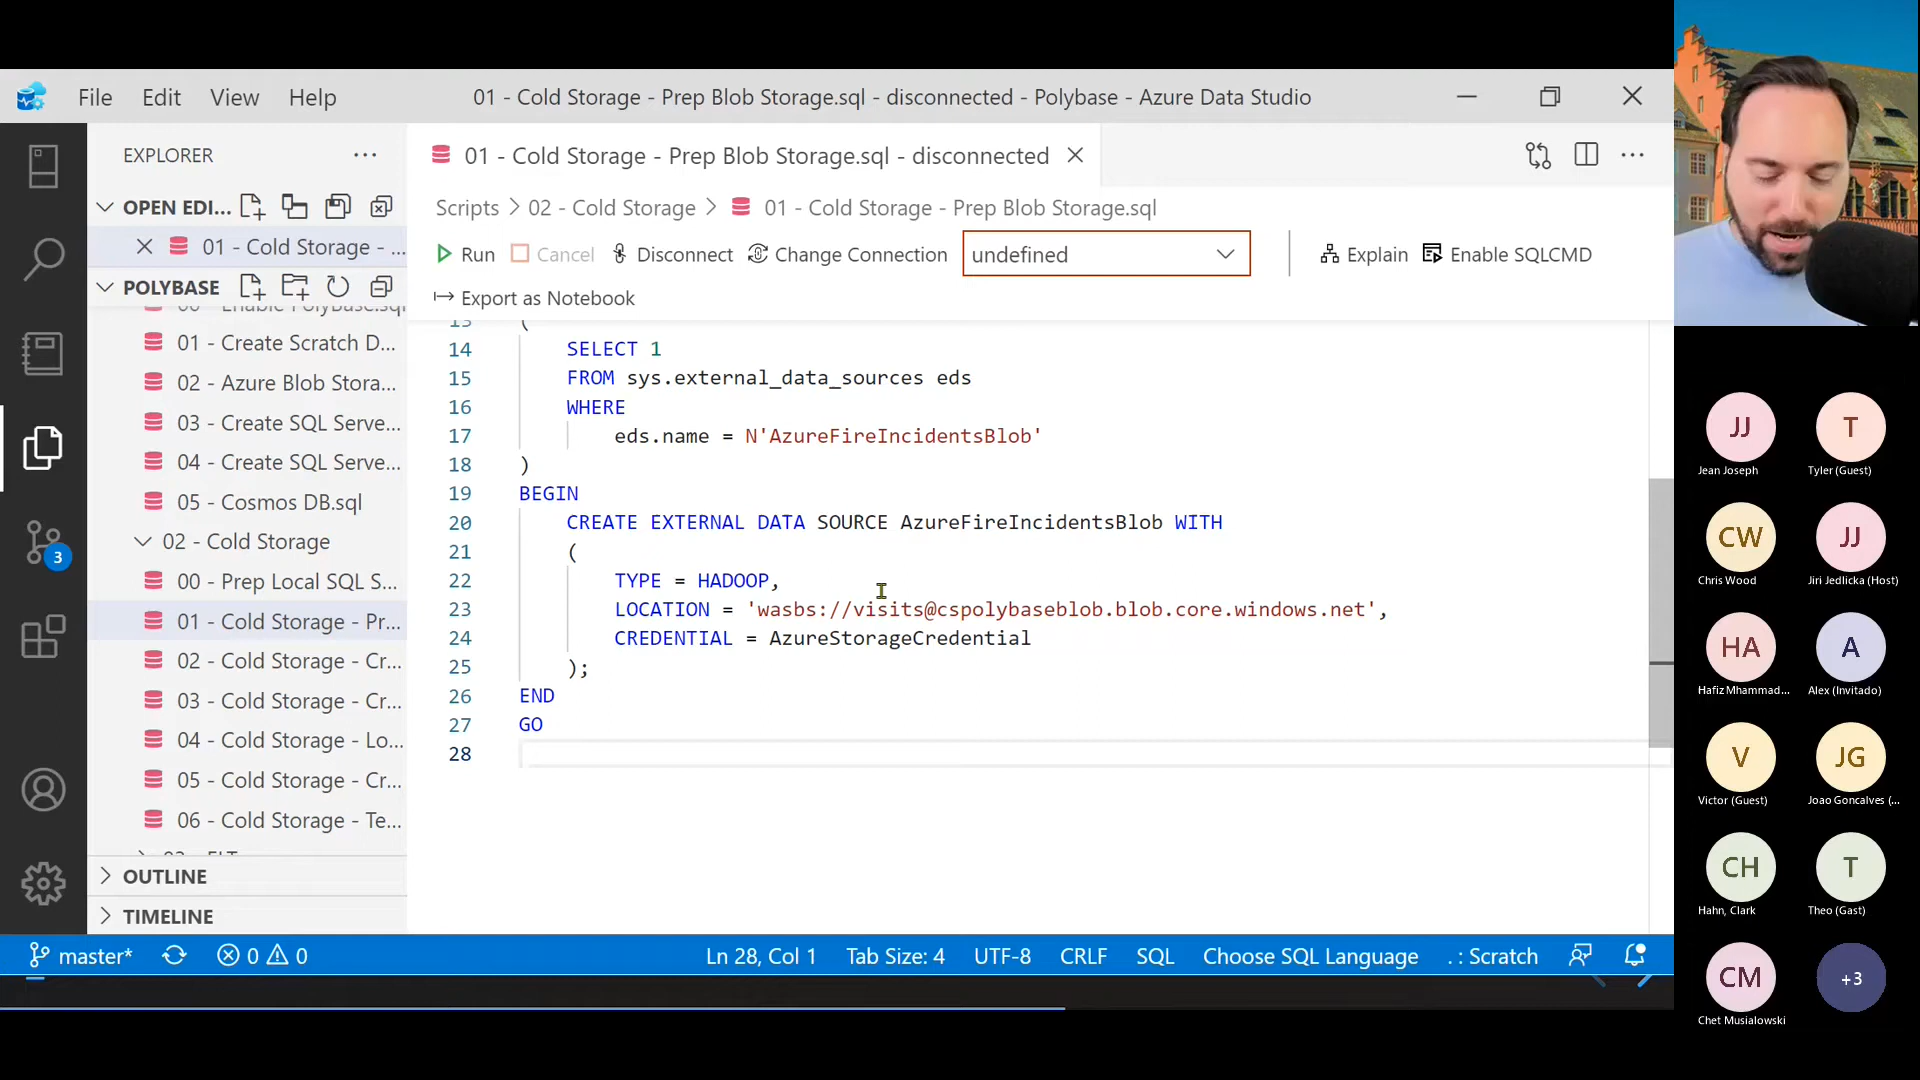 File Edit View Help
01 - Cold Storage - Prep Blob Storage.sql - disconnected - Polybase - Azure Data Studio
EXPLORER
OPEN EDI...
01 - Cold Storage - ...
POLYBASE
00 - Enable PolyBase.sql
01 - Create Scratch D...
02 - Azure Blob Stora...
03 - Create SQL Serve...
04 - Create SQL Serve...
05 - Cosmos DB.sql
02 - Cold Storage
00 - Prep Local SQL S...
01 - Cold Storage - Pr...
02 - Cold Storage - Cr...
03 - Cold Storage - Cr...
04 - Cold Storage - Lo...
05 - Cold Storage - Cr...
06 - Cold Storage - Te...
OUTLINE
TIMELINE
3
01 - Cold Storage - Prep Blob Storage.sql - disconnected
Scripts > 02 - Cold Storage > 01 - Cold Storage - Prep Blob Storage.sql
Run Cancel Disconnect Change Connection undefined Explain Enable SQLCMD
Export as Notebook
13 (
14 SELECT 1
15 FROM sys.external_data_sources eds
16 WHERE
17 eds.name = N'AzureFireIncidentsBlob'
18 )
19 BEGIN
20 CREATE EXTERNAL DATA SOURCE AzureFireIncidentsBlob WITH
21 (
22 TYPE = HADOOP,
23 LOCATION = 'wasbs://visits@cspolybaseblob.blob.core.windows.net',
24 CREDENTIAL = AzureStorageCredential
25 );
26 END
27 GO
28
master* 0 0 Ln 28, Col 1 Tab Size: 4 UTF-8 CRLF SQL Choose SQL Language . : Scratch
JJ T
Jean Joseph Tyler (Guest)
CW JJ
Chris Wood Jiri Jedlicka (Host)
HA A
Hafiz Mhammad... Alex (Invitado)
V JG
Victor (Guest) Joao Goncalves (...
CH T
Hahn, Clark Theo (Gast)
CM +3
Chet Musialowski